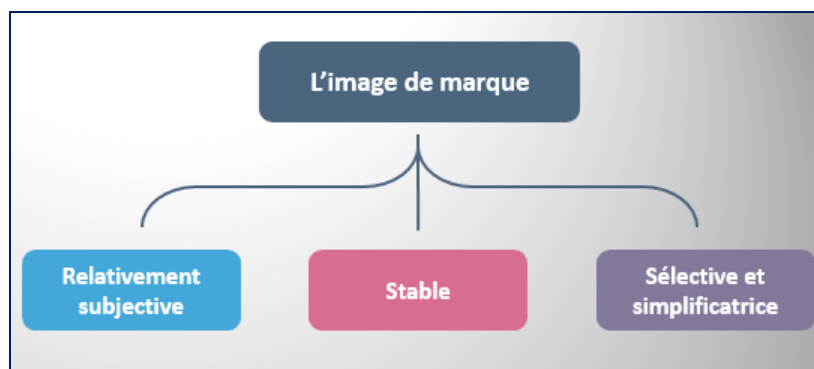 L’image de marque
Relativement
subjective
Stable
Sélective et
simplificatrice